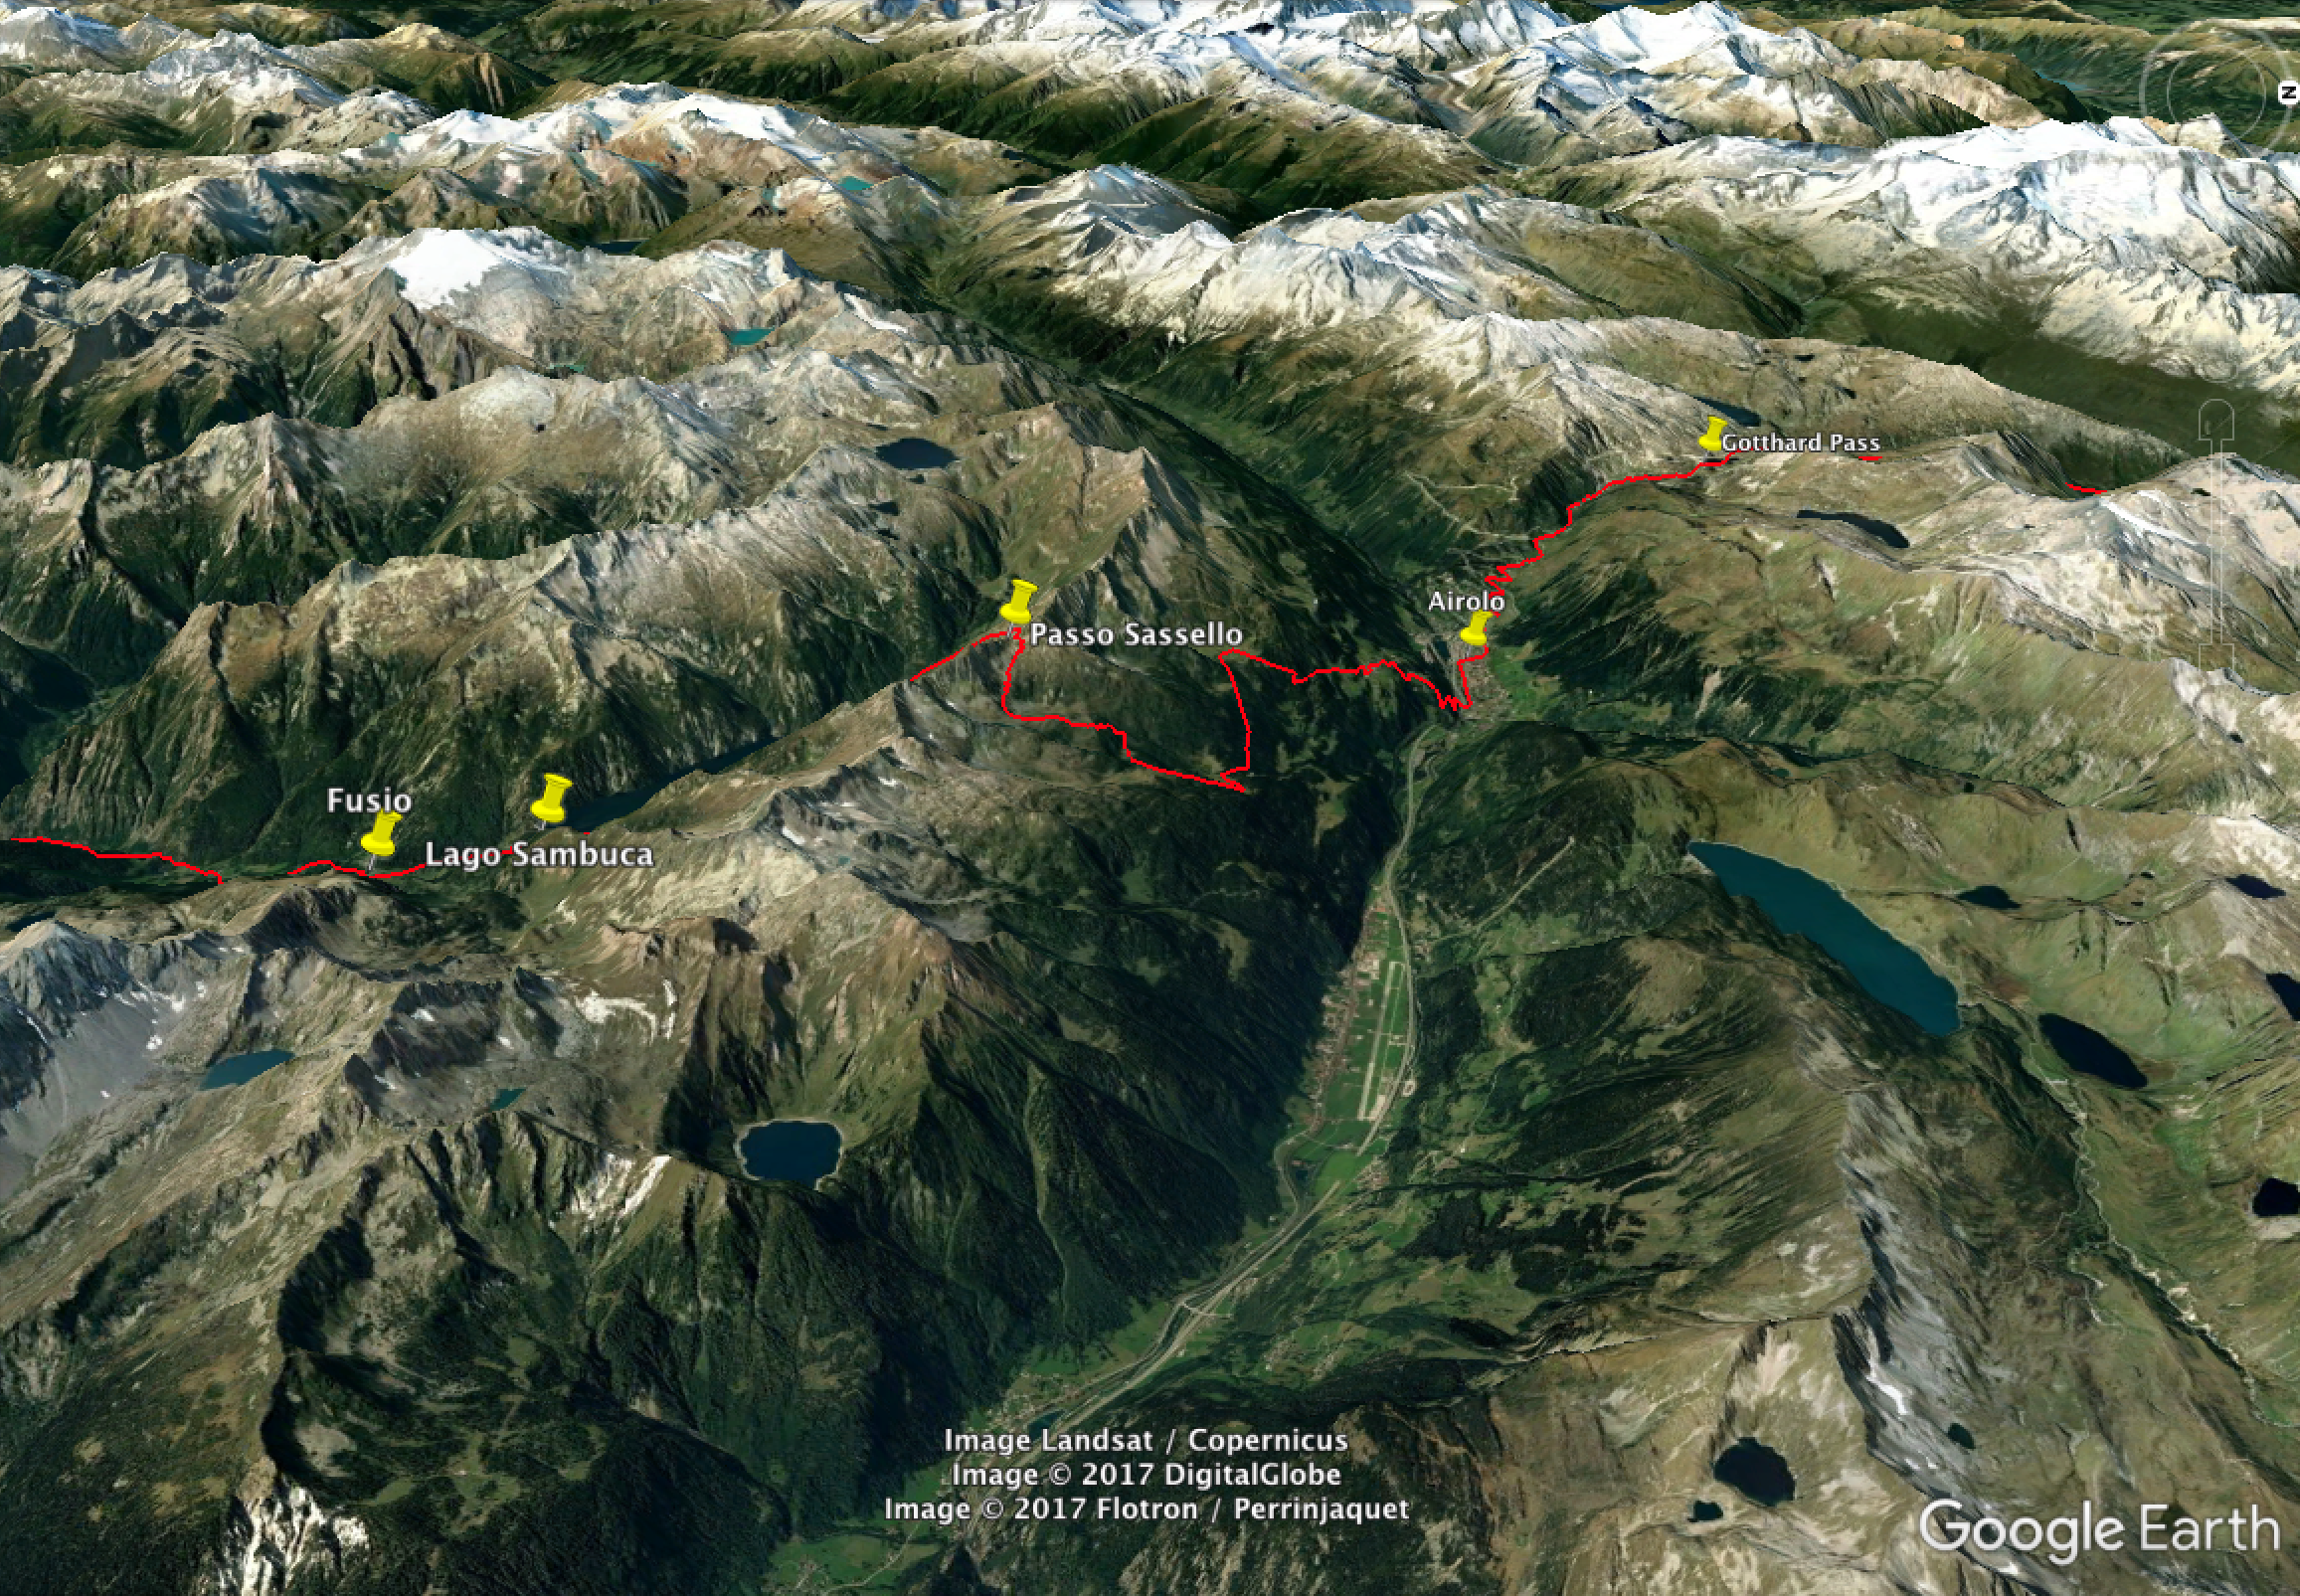 N
Gotthard Pass
Airolo
Passo Sassello
Fusio
Lago Sambuca
Image Landsat / Copernicus
Image © 2017 DigitalGlobe
Image © 2017 Flotron / Perrinjaquet
Google Earth